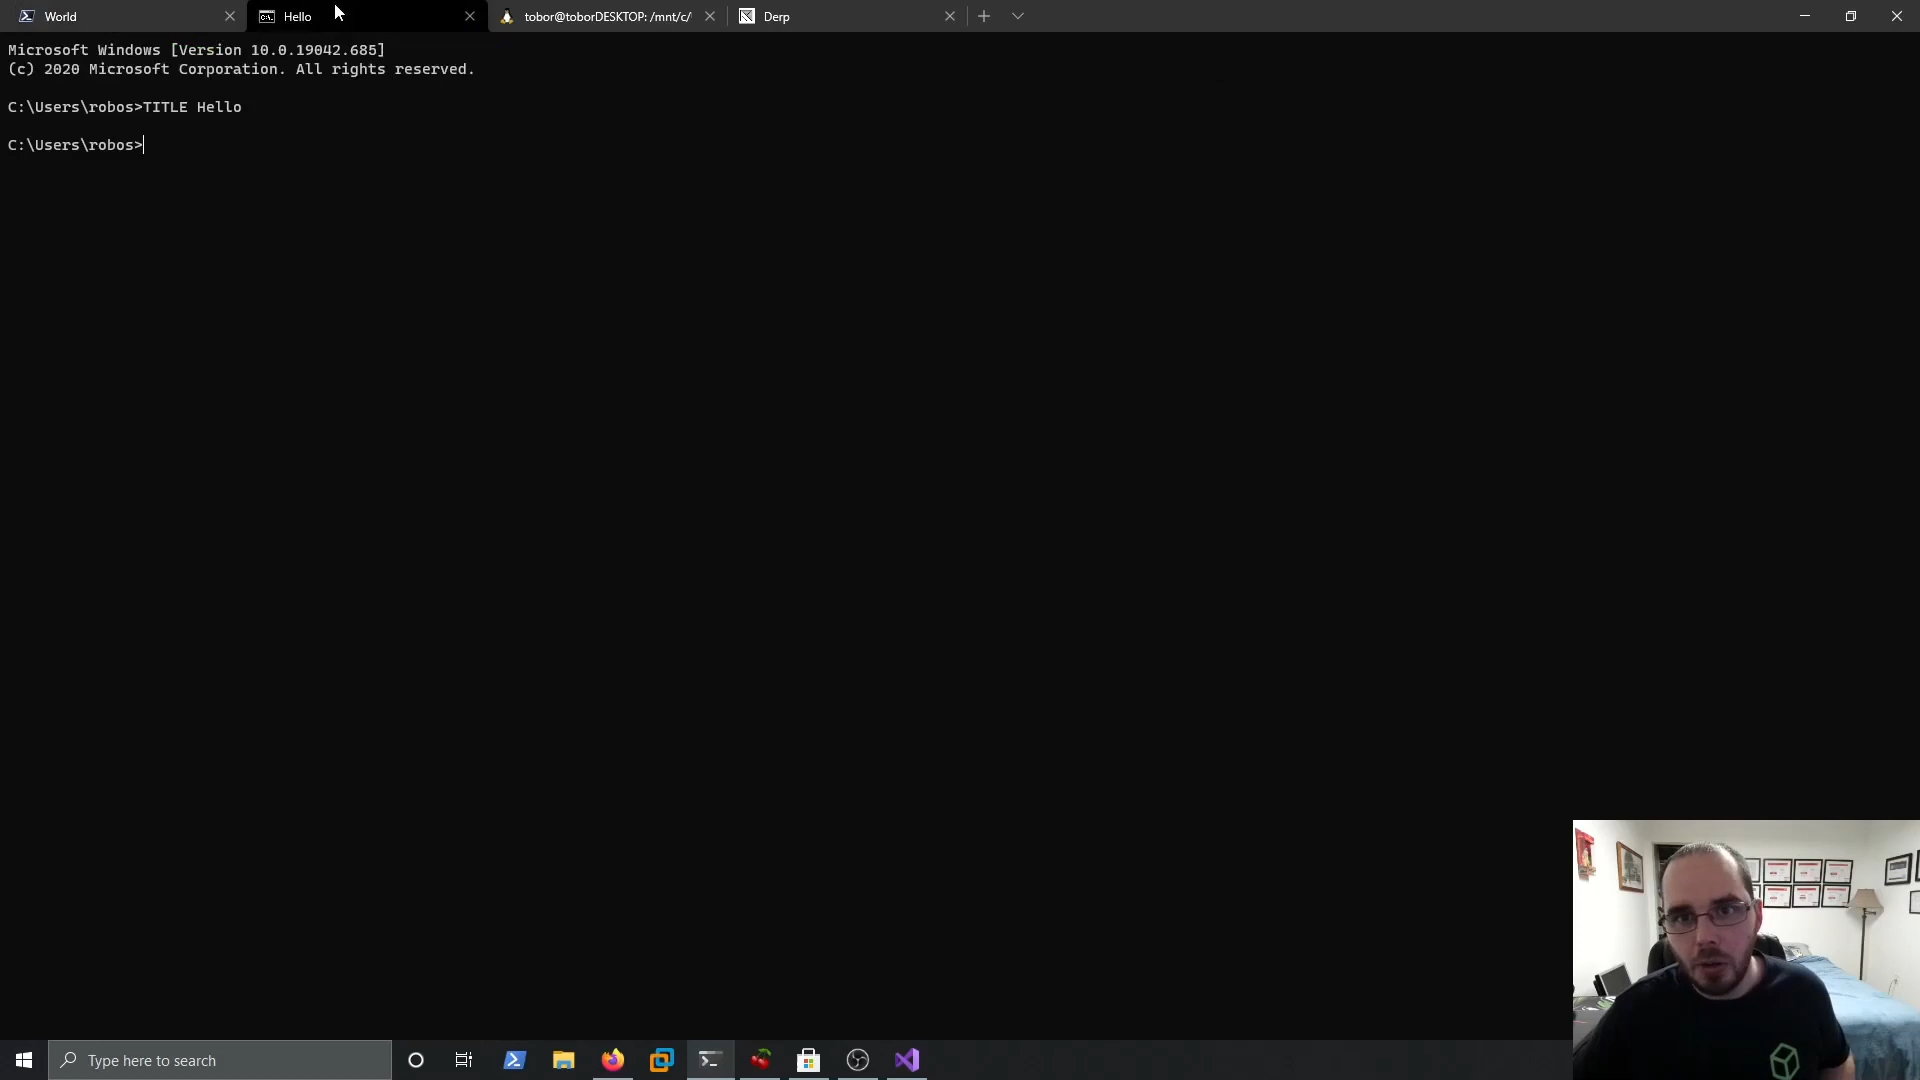 World
Hello
tobor@toborDESKTOP: /mnt/c/
Derp
Microsoft Windows [Version 10.0.19042.685]
(c) 2020 Microsoft Corporation. All rights reserved.
C:\Users\robos>TITLE Hello
C:\Users\robos>
Type here to search